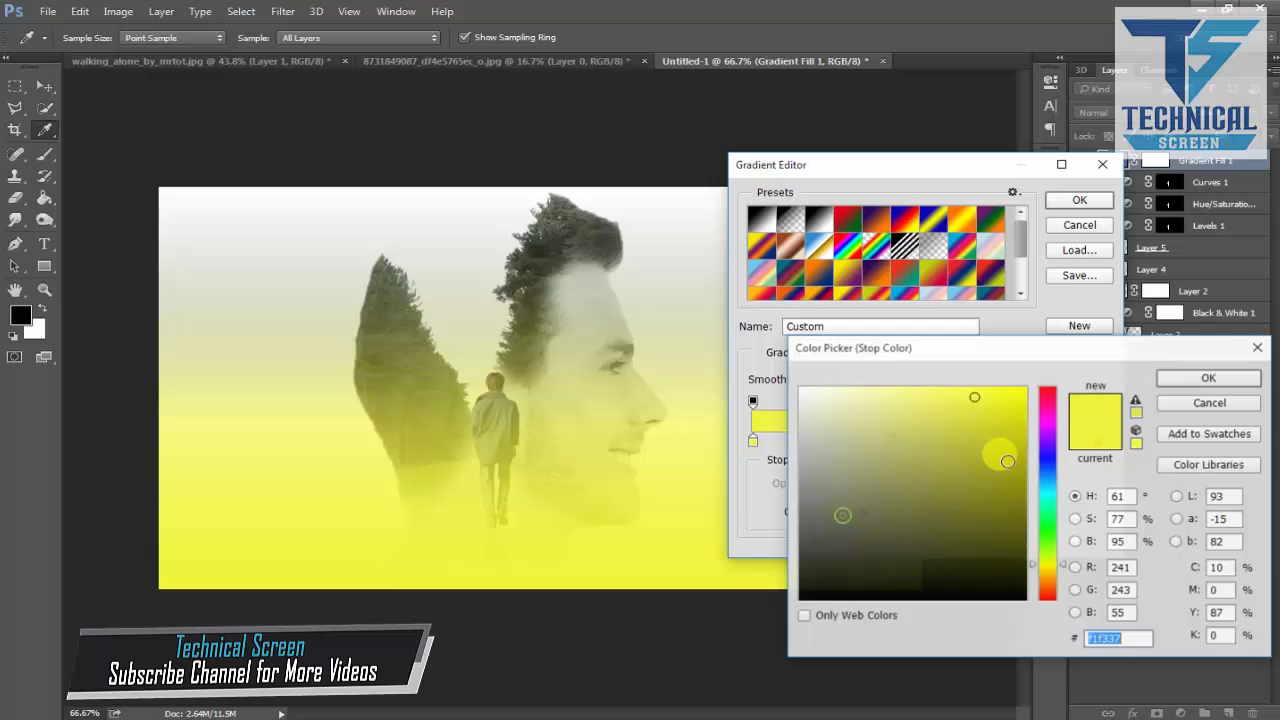 Ps File Edit Image Layer Type Select Filter 3D View Window Help
Sample Size: Point Sample Sample: All Layers Show Sampling Ring
walking_alone_by_mrtot.jpg @ 43.8% (Layer 1, RGB/8) * × 8731849087_df4e5765ec_o.jpg @ 16.7% (Layer 0, RGB/8) * × Untitled-1 @ 66.7% (Gradient Fill 1, RGB/8) * ×
3D Layers Channels
Kind
Normal
Lock:
TS
TECHNICAL
SCREEN
Gradient Fill 1
Curves 1
Hue/Saturatio...
Levels 1
Layer 5
Layer 4
Layer 2
Black & White 1
Gradient Editor
Presets
OK
Cancel
Load...
Save...
Name: Custom New
Smooth
Color Picker (Stop Color)
new
current
OK
Cancel
Add to Swatches
Color Libraries
H: 61 ° L: 93
S: 77 % a: -15
B: 95 % b: 82
R: 241 C: 10 %
G: 243 M: 0 %
B: 55 Y: 87 %
# f1f337 K: 0 %
Only Web Colors
Technical Screen
Subscribe Channel for More Videos
66.67% Doc: 2.64M/11.5M